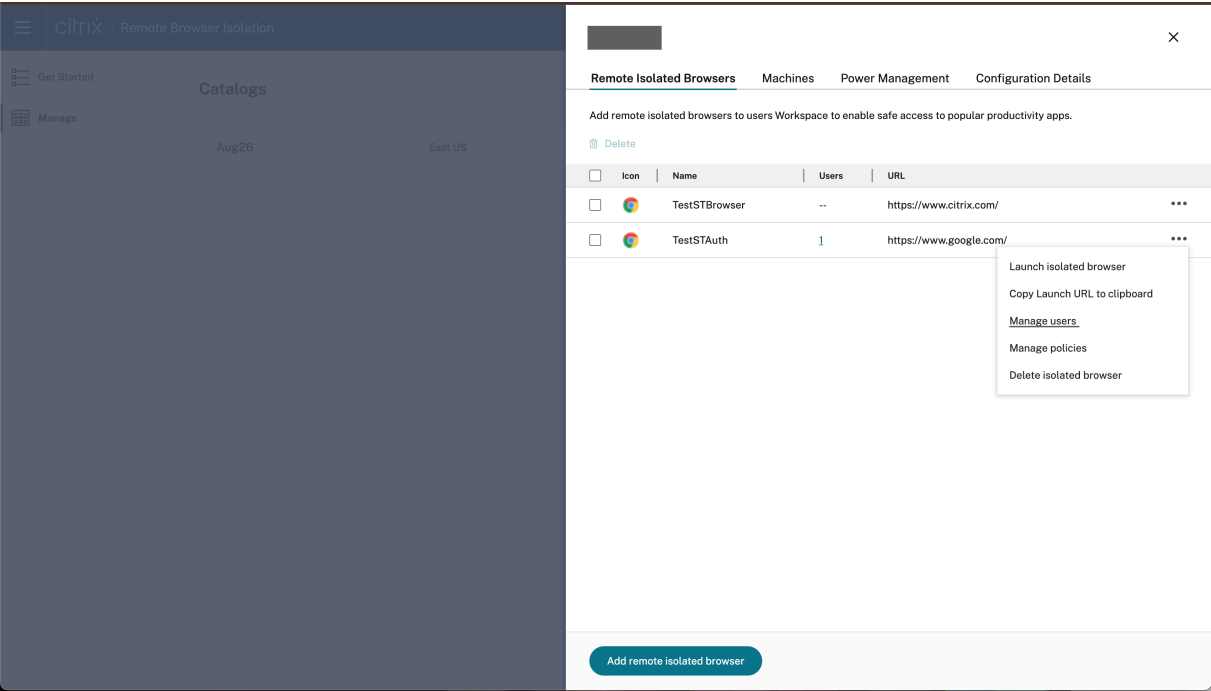 citrix Remote Browser Isolation
Get Started
Manage
Catalogs
Aug26 East US
Remote Isolated Browsers Machines Power Management Configuration Details
Add remote isolated browsers to users Workspace to enable safe access to popular productivity apps.
Delete
Icon Name Users URL
TestSTBrowser -- https://www.citrix.com/
TestSTAuth 1 https://www.google.com/
Launch isolated browser
Copy Launch URL to clipboard
Manage users
Manage policies
Delete isolated browser
Add remote isolated browser